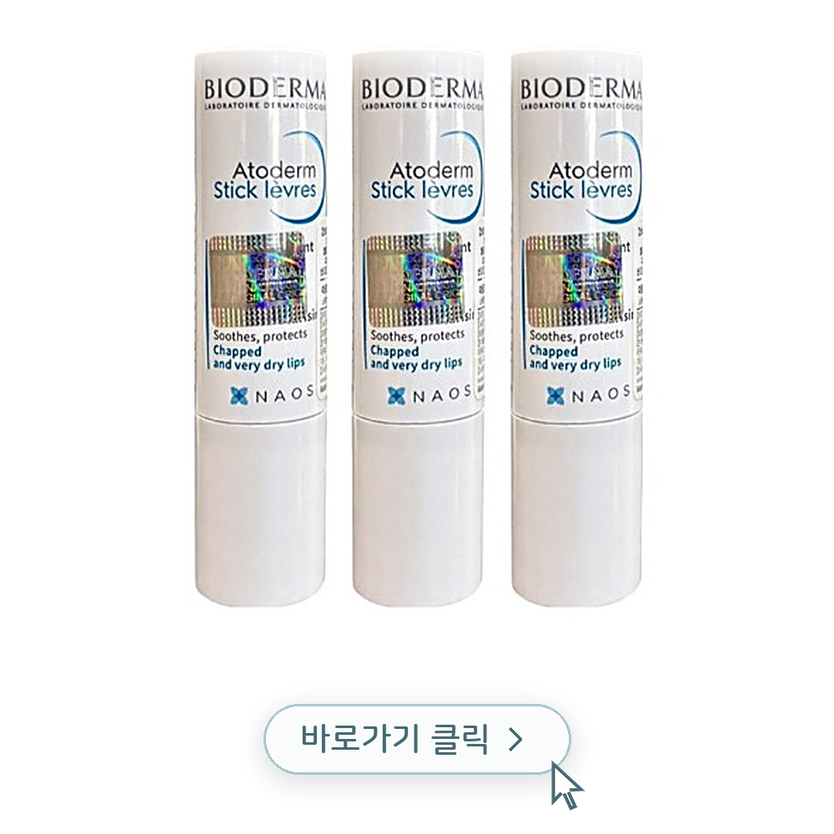 BIODERMA
LABORATOIRE DERMATOLOGIQUE
Atoderm
Stick lèvres
Soothes, protects
Chapped
and very dry lips
NAOS
BIODERMA
LABORATOIRE DERMATOLOGIQUE
Atoderm
Stick lèvres
Soothes, protects
Chapped
and very dry lips
NAOS
BIODERMA
LABORATOIRE DERMATOLOGIQUE
Atoderm
Stick lèvres
Soothes, protects
Chapped
and very dry lips
NAOS
바로가기 클릭 >